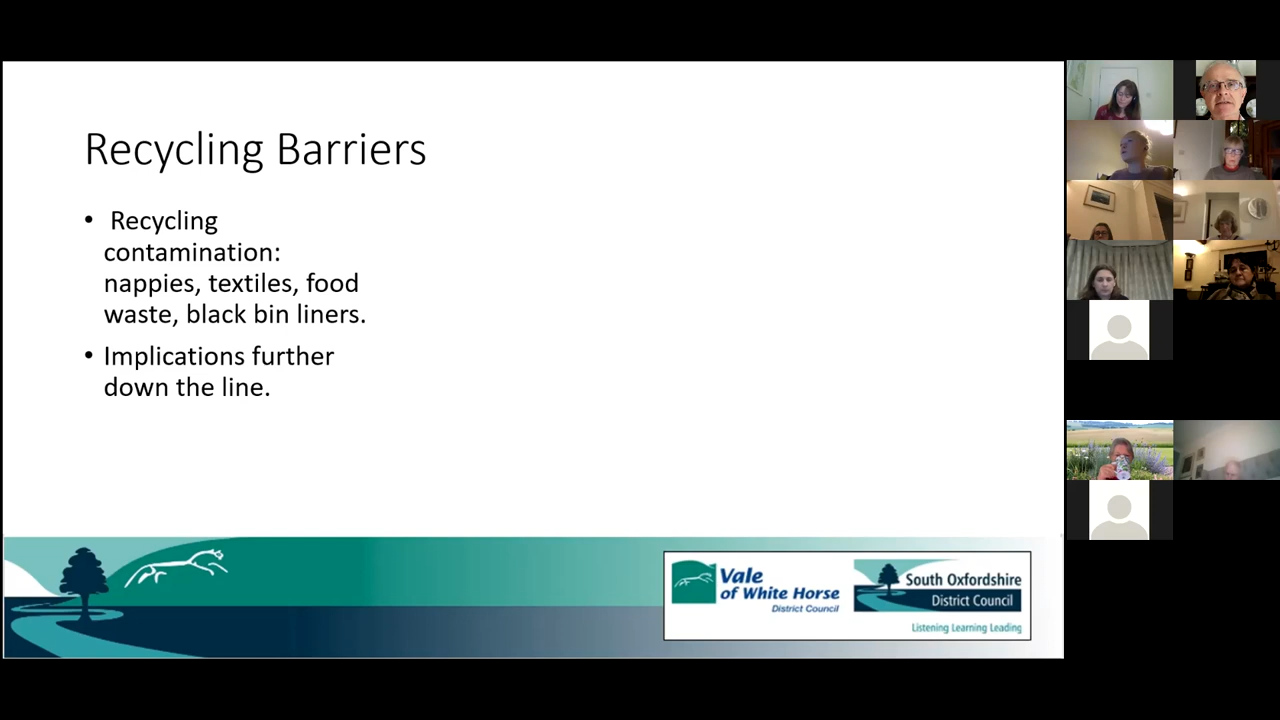 Recycling Barriers
• Recycling
contamination:
nappies, textiles, food
waste, black bin liners.
• Implications further
down the line.
Vale
of White Horse
District Council
South Oxfordshire
District Council
Listening Learning Leading